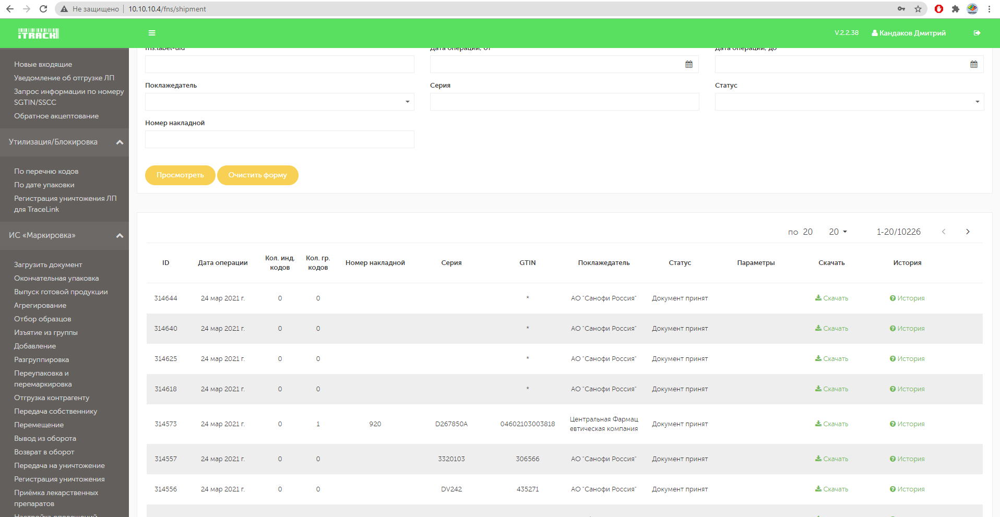 Не защищено
10.10.10.4/fns/shipment
iTRACK
V.2.2.38
Кандаков Дмитрий
Новые входящие
Уведомление об отгрузке ЛП
Запрос информации по номеру
SGTIN/SSCC
Обратное акцептование
Утилизация/Блокировка
По перечню кодов
По дате упаковки
Регистрация уничтожения ЛП
для TraceLink
ИС «Маркировка»
Загрузить документ
Окончательная упаковка
Выпуск готовой продукции
Агрегирование
Отбор образцов
Изъятие из группы
Добавление
Разгруппировка
Переупаковка и
перемаркировка
Отгрузка контрагенту
Передача собственнику
Перемещение
Вывод из оборота
Возврат в оборот
Передача на уничтожение
Регистрация уничтожения
Приёмка лекарственных
препаратов
Настройка оповещений
fns.label-uid
Дата операции, от
Дата операции, до
Поклажедатель
Серия
Статус
Номер накладной
Просмотреть
Очистить форму
по 20 20 1-20/10226
ID Дата операции Кол. инд. кодов Кол. гр. кодов Номер накладной Серия GTIN Поклажедатель Статус Параметры Скачать История
314644 24 мар 2021 г. 0 0 * АО "Санофи Россия" Документ принят Скачать История
314640 24 мар 2021 г. 0 0 * АО "Санофи Россия" Документ принят Скачать История
314625 24 мар 2021 г. 0 0 * АО "Санофи Россия" Документ принят Скачать История
314618 24 мар 2021 г. 0 0 * АО "Санофи Россия" Документ принят Скачать История
314573 24 мар 2021 г. 0 1 920 D267850A 04602103003818 Центральная Фармац евтическая компания Документ принят Скачать История
314557 24 мар 2021 г. 0 0 3320103 306566 АО "Санофи Россия" Документ принят Скачать История
314556 24 мар 2021 г. 0 0 DV242 435271 АО "Санофи Россия" Документ принят Скачать История